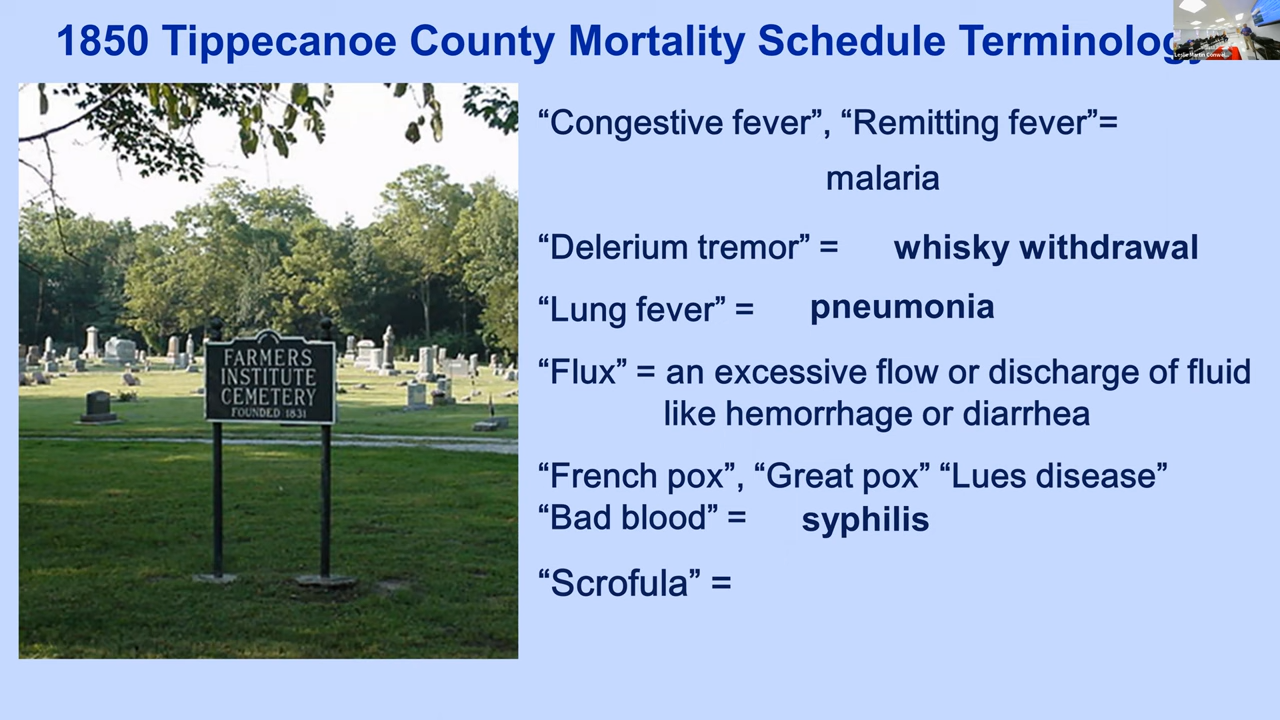 1850 Tippecanoe County Mortality Schedule Terminology
“Congestive fever”, “Remitting fever”=
malaria
“Delerium tremor” = whisky withdrawal
“Lung fever” = pneumonia
“Flux” = an excessive flow or discharge of fluid
like hemorrhage or diarrhea
“French pox”, “Great pox” “Lues disease”
“Bad blood” = syphilis
“Scrofula” =
FARMERS
INSTITUTE
CEMETERY
FOUNDED 1831